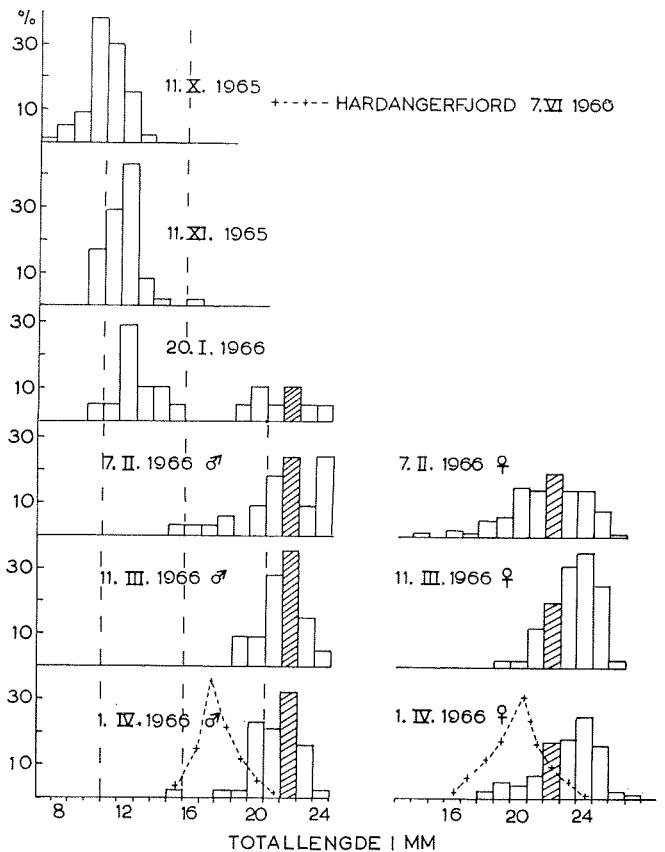 %
30
10
11. X. 1965
HARDANGERFJORD 7. VI 1966
30
10
11. XI. 1965
30
10
20. I. 1966
30
10
7. II. 1966 ♂
7. II. 1966 ♀
30
10
11. III. 1966 ♂
11. III. 1966 ♀
30
10
1. IV. 1966 ♂
1. IV. 1966 ♀
8 12 16 20 24 16 20 24
TOTALLENGDE I MM